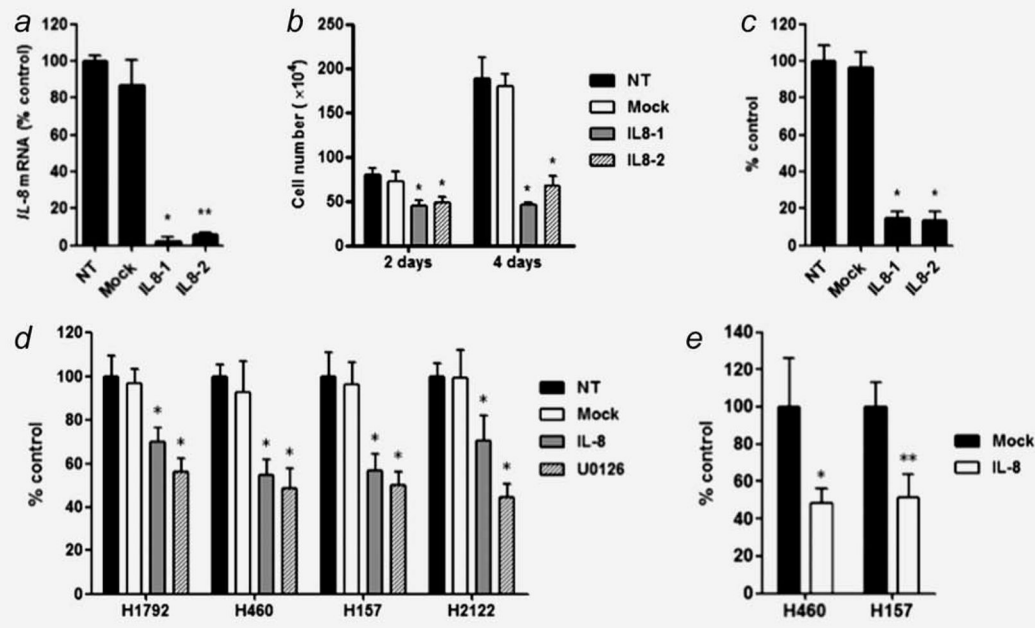 a
IL-8 mRNA (% control)
120
100
80
60
40
20
0
*
**
NT
Mock
IL8-1
IL8-2
b
Cell number (×10⁴)
250
200
150
100
50
0
* *
* *
2 days
4 days
NT
Mock
IL8-1
IL8-2
c
% control
120
100
80
60
40
20
0
* *
NT
Mock
IL8-1
IL8-2
d
% control
120
100
80
60
40
20
0
* *
* *
* *
* *
H1792 H460 H157 H2122
NT
Mock
IL-8
U0126
e
% control
140
120
100
80
60
40
20
0
* **
H460 H157
Mock
IL-8